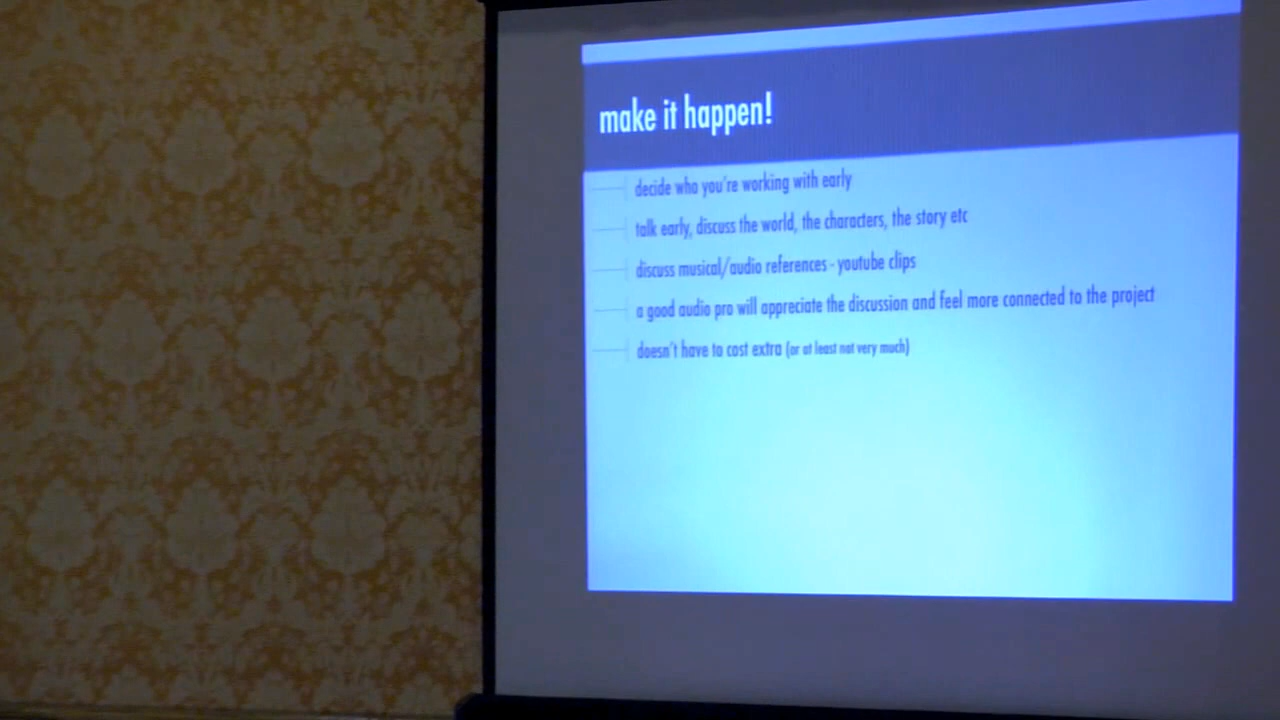 make it happen!
decide who you're working with early
talk early, discuss the world, the characters, the story etc
discuss musical/audio references - youtube clips
a good audio pro will appreciate the discussion and feel more connected to the project
doesn't have to cost extra (or at least not very much)